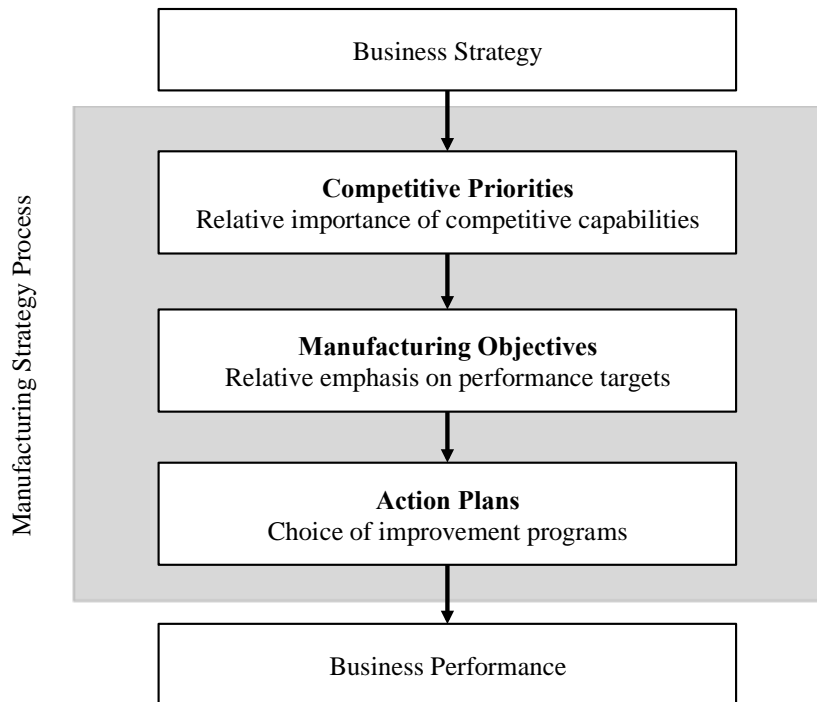 Business Strategy
Manufacturing Strategy Process
Competitive Priorities
Relative importance of competitive capabilities
Manufacturing Objectives
Relative emphasis on performance targets
Action Plans
Choice of improvement programs
Business Performance